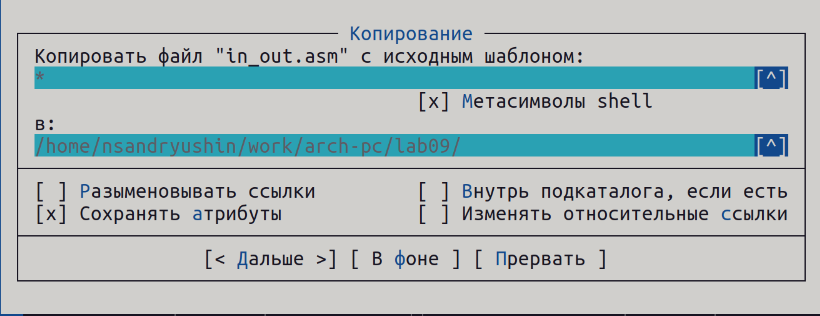 Копирование
Копировать файл "in_out.asm" с исходным шаблоном:
* [^]
[x] Метасимволы shell
в:
/home/nsandryushin/work/arch-pc/lab09/ [^]
[ ] Разыменовывать ссылки [ ] Внутрь подкаталога, если есть
[x] Сохранять атрибуты [ ] Изменять относительные ссылки
[< Дальше >] [ В фоне ] [ Прервать ]